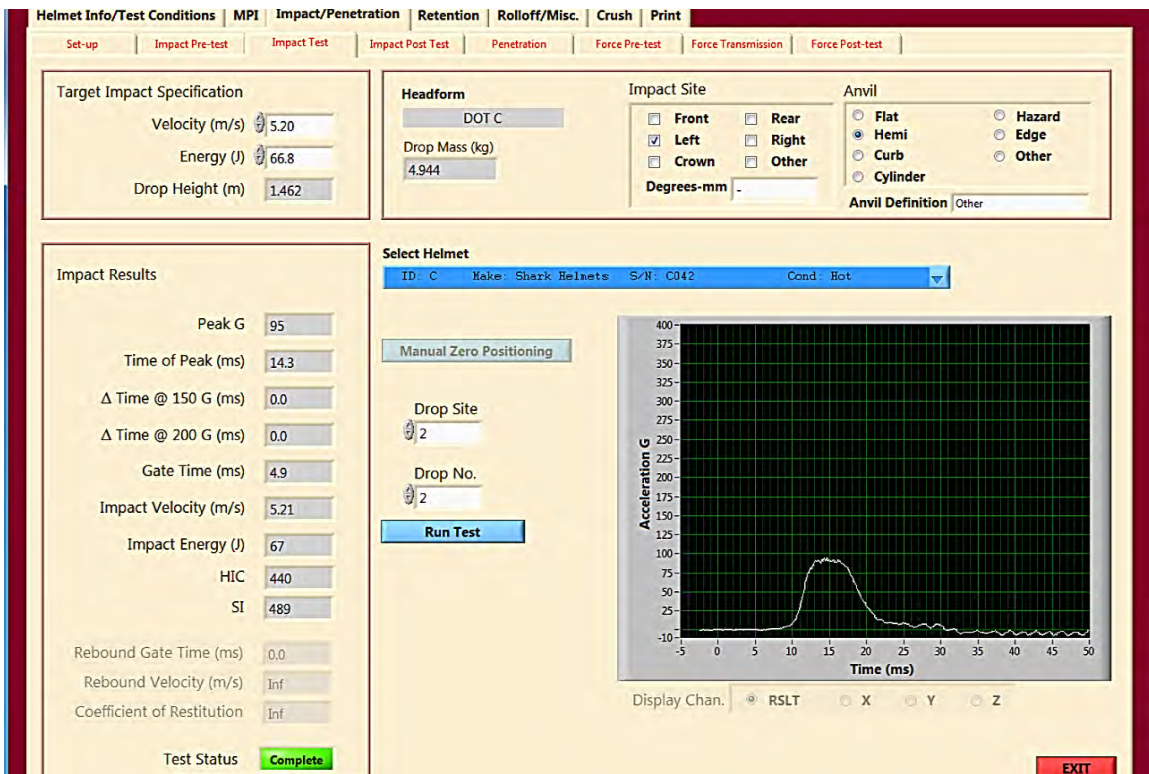 Helmet Info/Test Conditions MPI Impact/Penetration Retention Rolloff/Misc. Crush Print
Set-up Impact Pre-test Impact Test Impact Post Test Penetration Force Pre-test Force Transmission Force Post-test
Target Impact Specification
Velocity (m/s) 5.20
Energy (J) 66.8
Drop Height (m) 1.462
Headform
DOT C
Drop Mass (kg)
4.944
Impact Site
Front Rear
Left Right
Crown Other
Degrees-mm -
Anvil
Flat Hazard
Hemi Edge
Curb Other
Cylinder
Anvil Definition Other
Impact Results
Peak G 95
Time of Peak (ms) 14.3
Δ Time @ 150 G (ms) 0.0
Δ Time @ 200 G (ms) 0.0
Gate Time (ms) 4.9
Impact Velocity (m/s) 5.21
Impact Energy (J) 67
HIC 440
SI 489
Rebound Gate Time (ms) 0.0
Rebound Velocity (m/s) Inf
Coefficient of Restitution Inf
Test Status Complete
Select Helmet
ID: C Make: Shark Helmets S/N: C042 Cond: Hot
Manual Zero Positioning
Drop Site
2
Drop No.
2
Run Test
Acceleration G
400
375
350
325
300
275
250
225
200
175
150
125
100
75
50
25
-10
-5 0 5 10 15 20 25 30 35 40 45 50
Time (ms)
Display Chan. RSLT X Y Z
EXIT